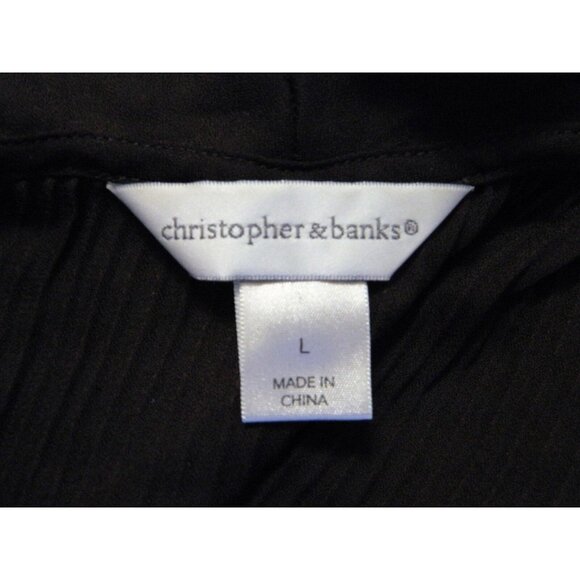 christopher & banks®
L
MADE IN
CHINA